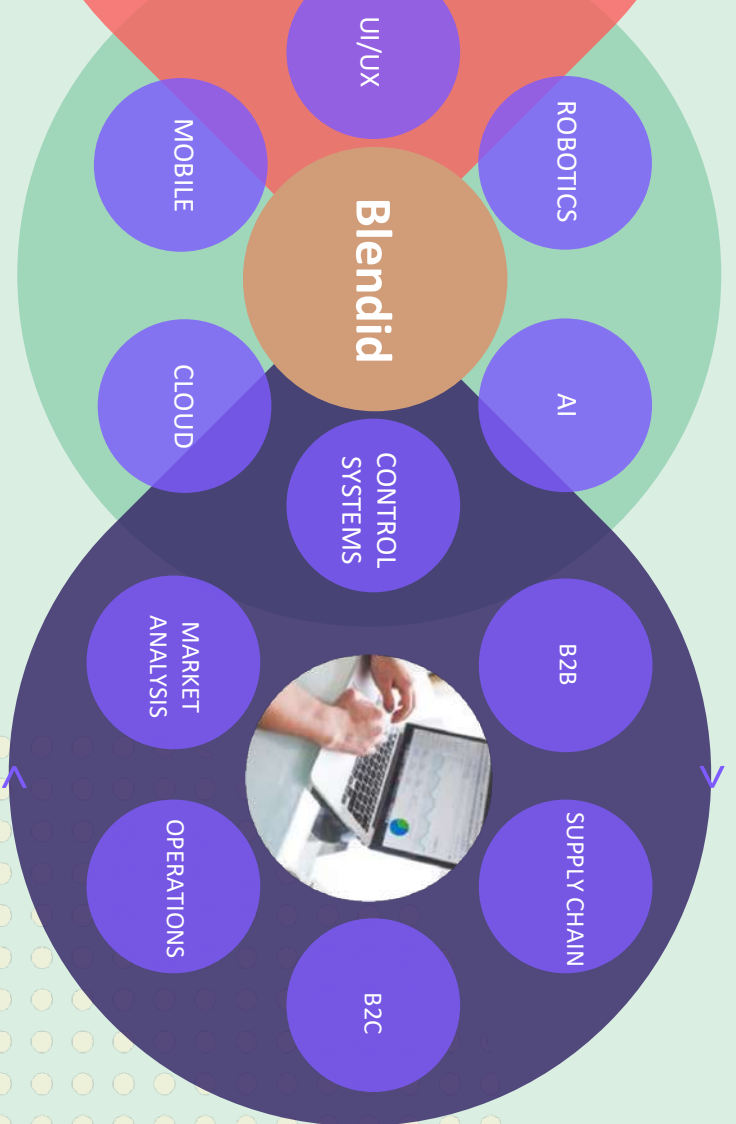 ROBOTICS
AI
B2B
SUPPLY CHAIN
UI/UX
Blendid
CONTROL
SYSTEMS
B2C
MOBILE
CLOUD
MARKET
ANALYSIS
OPERATIONS